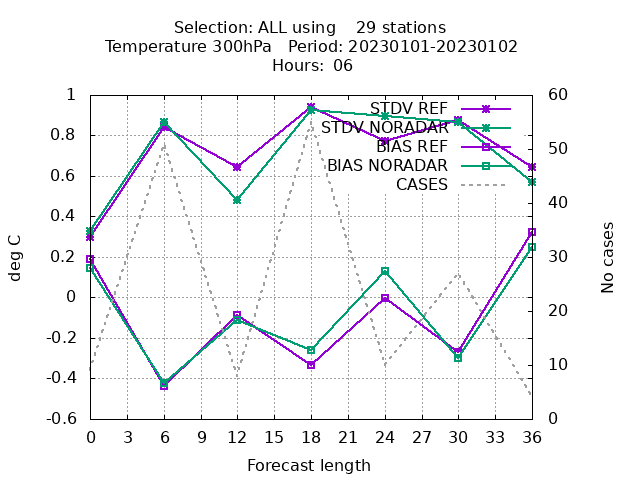 Selection: ALL using    29 stations
Temperature 300hPa   Period: 20230101-20230102
Hours:  06
1
0.8
0.6
0.4
0.2
0
-0.2
-0.4
-0.6
60
50
40
30
20
10
0
deg C
No cases
STDV REF
STDV NORADAR
BIAS REF
BIAS NORADAR
CASES
0 3 6 9 12 15 18 21 24 27 30 33 36
Forecast length